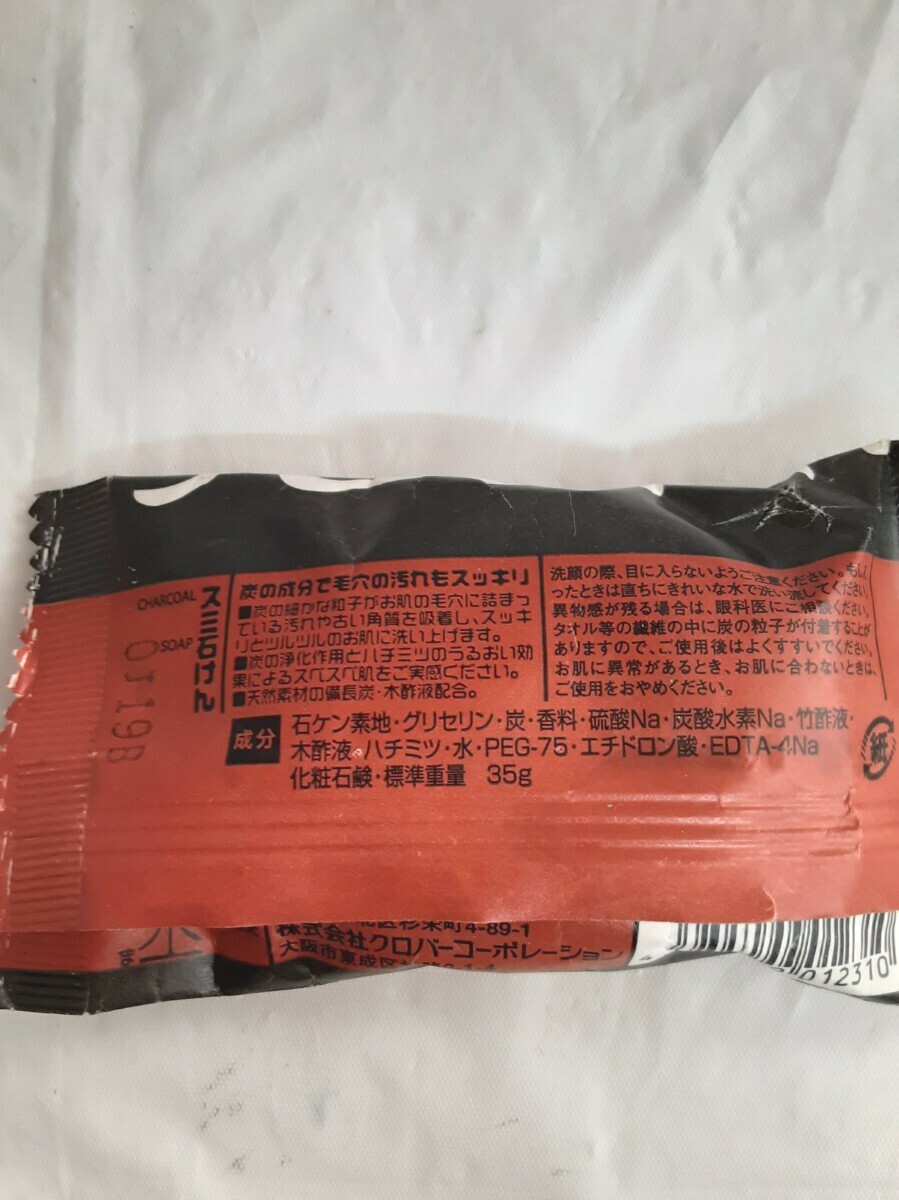 CHARCOAL
SOAP
スミ石けん
炭の成分で毛穴の汚れもスッキリ
■炭の細かな粒子がお肌の毛穴に詰まっ
ている汚れや古い角質を吸着し、スッキ
リとツルツルのお肌に洗い上げます。
■炭の浄化作用とハチミツのうるおい効
果によるスベスベ肌をご実感ください。
■天然素材の備長炭・木酢液配合。
洗顔の際、目に入らないようご注意ください。もし入
ったときは直ちにきれいな水で洗い流してください。
異物感が残る場合は、眼科医にご相談ください。
タオル等の繊維の中に炭の粒子が付着することが
ありますので、ご使用後はよくすすいでください。
お肌に異常があるとき、お肌に合わないときは、
ご使用をおやめください。
成分
石ケン素地・グリセリン・炭・香料・硫酸Na・炭酸水素Na・竹酢液・
木酢液・ハチミツ・水・PEG-75・エチドロン酸・EDTA-4Na
化粧石鹸・標準重量 35g
紙
区杉栄町4-89-1
株式会社クロバーコーポレーション
大阪市東成区
ま
012310